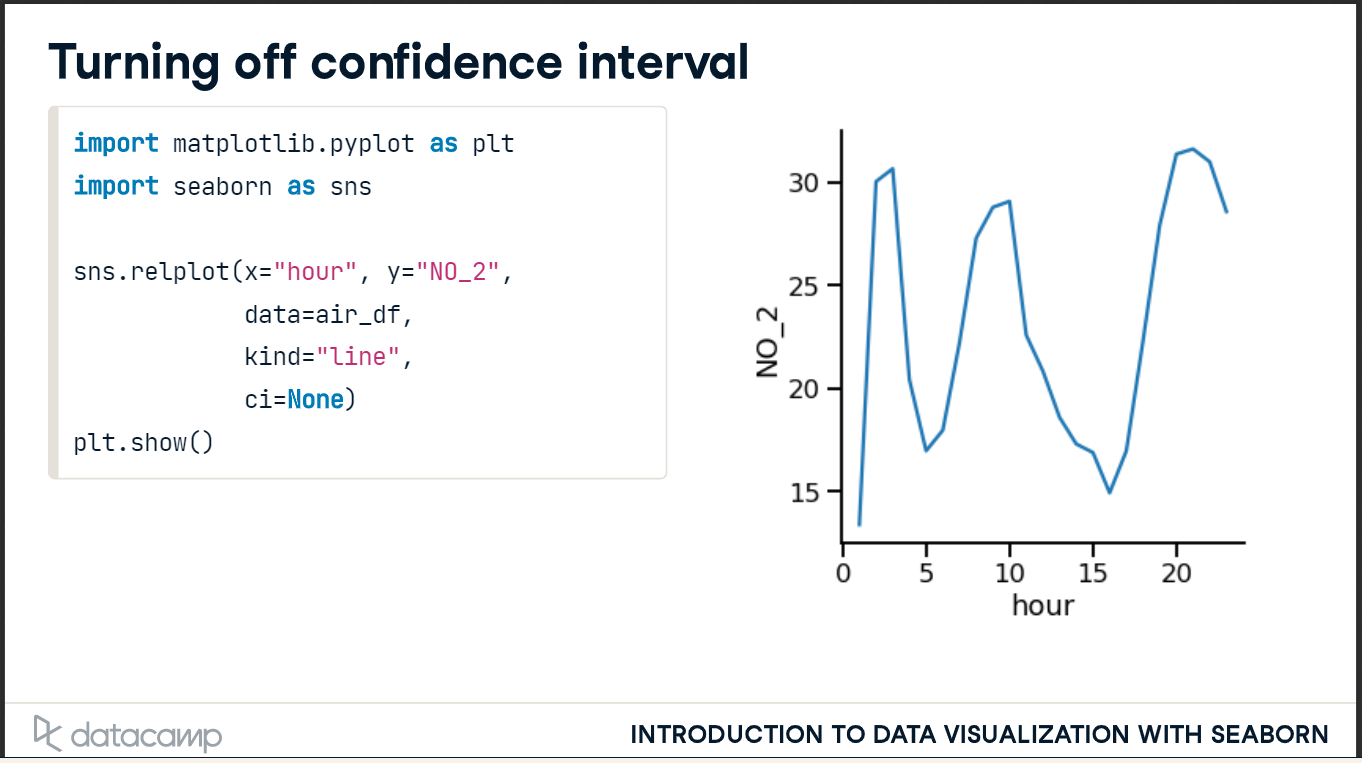 Turning off confidence interval
import matplotlib.pyplot as plt
import seaborn as sns
sns.relplot(x="hour", y="NO_2",
data=air_df,
kind="line",
ci=None)
plt.show()
30
25
20
15
NO_2
0 5 10 15 20
hour
datacamp
INTRODUCTION TO DATA VISUALIZATION WITH SEABORN